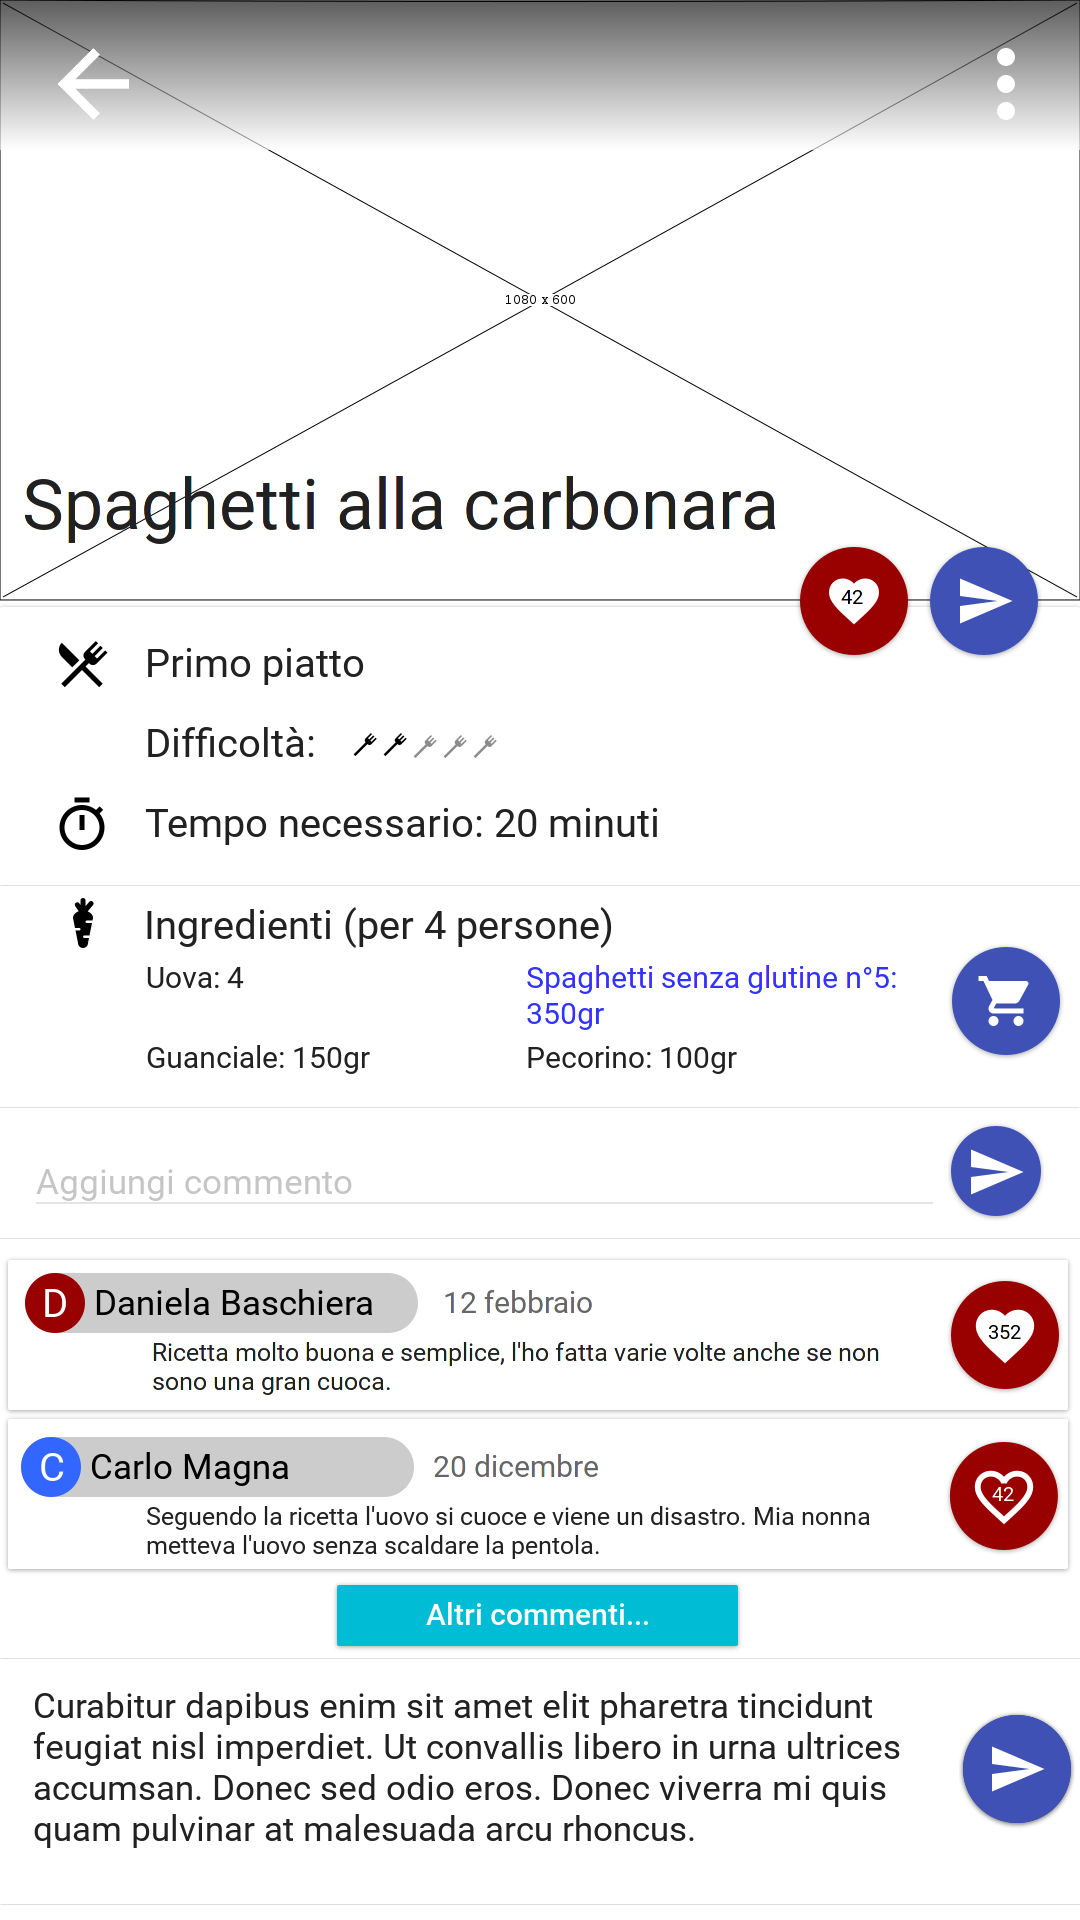 1080 x 600
Spaghetti alla carbonara
42
Primo piatto
Difficoltà:
Tempo necessario: 20 minuti
Ingredienti (per 4 persone)
Uova: 4
Spaghetti senza glutine n°5:
350gr
Guanciale: 150gr
Pecorino: 100gr
Aggiungi commento
D Daniela Baschiera 12 febbraio
Ricetta molto buona e semplice, l'ho fatta varie volte anche se non
sono una gran cuoca.
352
C Carlo Magna 20 dicembre
Seguendo la ricetta l'uovo si cuoce e viene un disastro. Mia nonna
metteva l'uovo senza scaldare la pentola.
42
Altri commenti...
Curabitur dapibus enim sit amet elit pharetra tincidunt
feugiat nisl imperdiet. Ut convallis libero in urna ultrices
accumsan. Donec sed odio eros. Donec viverra mi quis
quam pulvinar at malesuada arcu rhoncus.